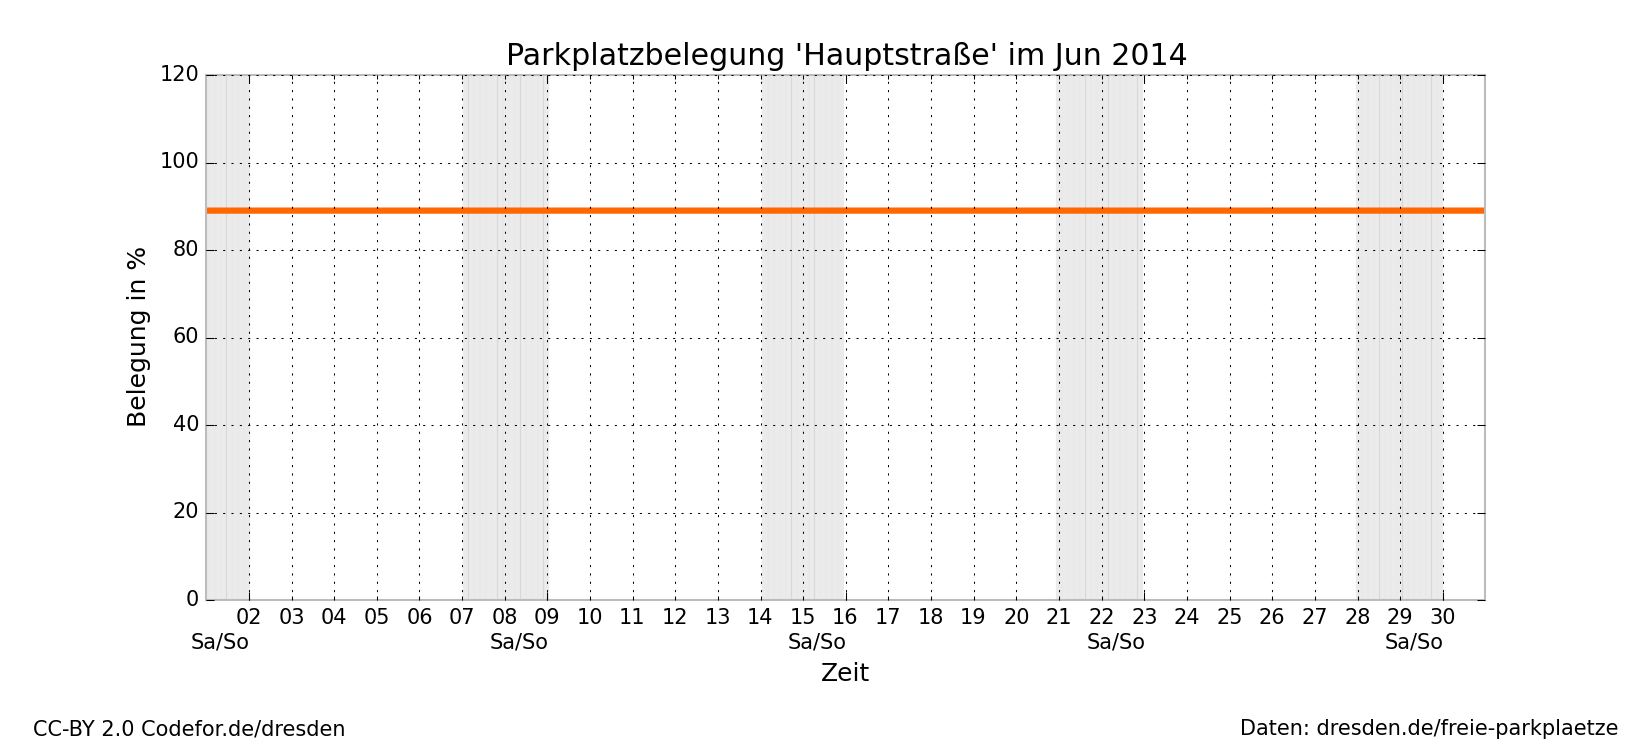 Parkplatzbelegung 'Hauptstraße' im Jun 2014
120
100
80
60
40
20
0
Belegung in %
02 03 04 05 06 07 08 09 10 11 12 13 14 15 16 17 18 19 20 21 22 23 24 25 26 27 28 29 30
Sa/So Sa/So Sa/So Sa/So Sa/So
Zeit
CC-BY 2.0 Codefor.de/dresden
Daten: dresden.de/freie-parkplaetze